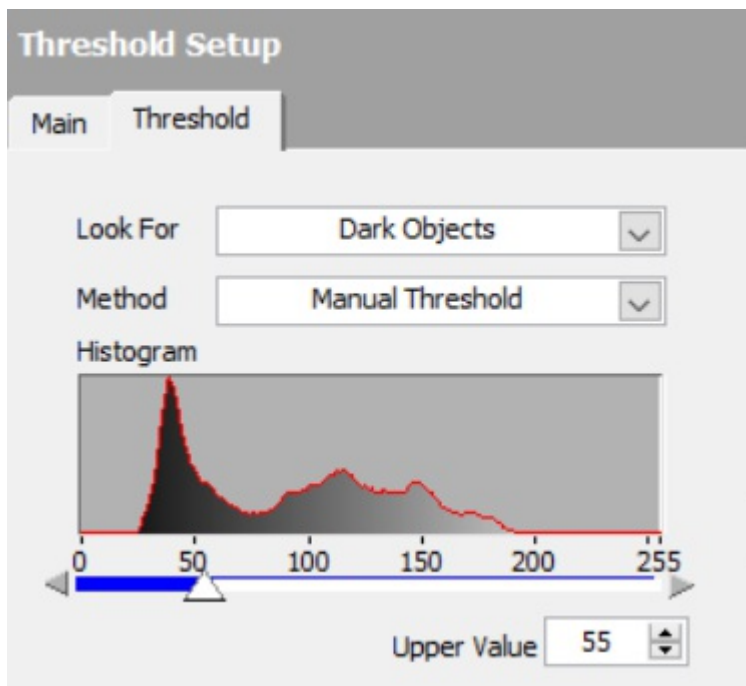 Threshold Setup
Main Threshold
Look For Dark Objects
Method Manual Threshold
Histogram
0 50 100 150 200 255
Upper Value 55